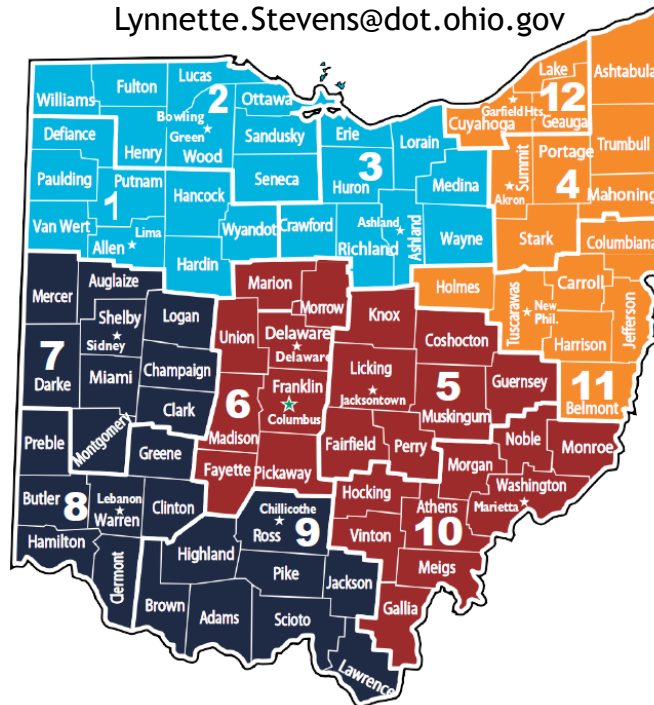 Lynnette.Stevens@dot.ohio.gov
Williams
Fulton
Lucas
2
Ottawa
Bowling
Green
Wood
Henry
Sandusky
Seneca
Defiance
Paulding
Putnam
1
Van Wert
Allen
Lima
Hancock
Wyandot
Hardin
Erie
Lorain
3
Huron
Medina
Crawford
Richland
Ashland
Ashland
Wayne
Lake
12
Garfield Hts.
Cuyahoga
Geauga
Ashtabula
Trumbull
Summit
Akron
Portage
4
Mahoning
Stark
Columbiana
Holmes
Tuscarawas
New
Phil.
Carroll
Harrison
Jefferson
11
Belmont
Mercer
Auglaize
Shelby
Sidney
Logan
7
Darke
Miami
Champaign
Clark
Montgomery
Marion
Morrow
Union
Delaware
Delaware
Franklin
Columbus
6
Madison
Fayette
Pickaway
Knox
Coshocton
Licking
Jacksontown
5
Muskingum
Guernsey
Fairfield
Perry
Preble
Greene
Butler
8
Lebanon
Warren
Clinton
Hamilton
Clermont
Chillicothe
Ross
9
Highland
Pike
Jackson
Brown
Adams
Scioto
Lawrence
Noble
Monroe
Morgan
Washington
Marietta
Hocking
Athens
10
Vinton
Meigs
Gallia